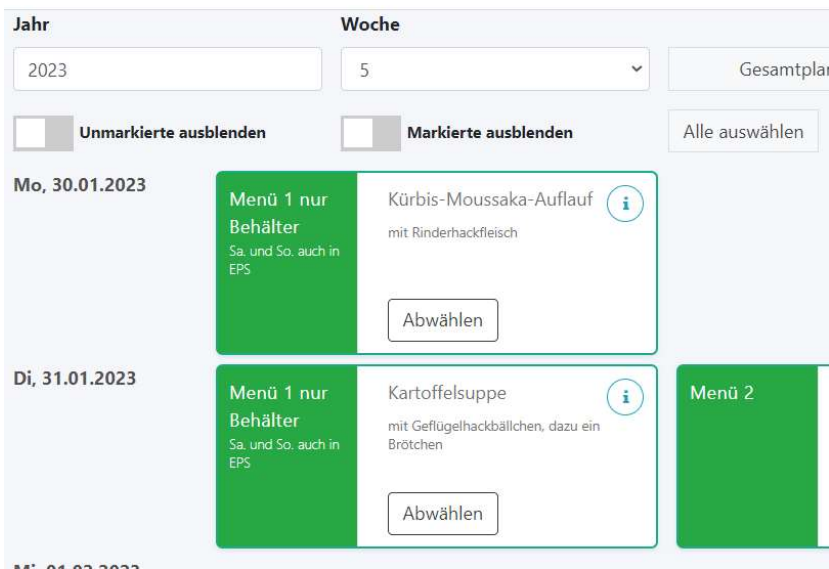 Jahr
Woche
2023
5
Gesamtplan
Unmarkierte ausblenden
Markierte ausblenden
Alle auswählen
Mo, 30.01.2023
Menü 1 nur
Behälter
Sa. und So. auch in
EPS
Kürbis-Moussaka-Auflauf
i
mit Rinderhackfleisch
Abwählen
Di, 31.01.2023
Menü 1 nur
Behälter
Sa. und So. auch in
EPS
Kartoffelsuppe
i
mit Geflügelhackbällchen, dazu ein
Brötchen
Abwählen
Menü 2